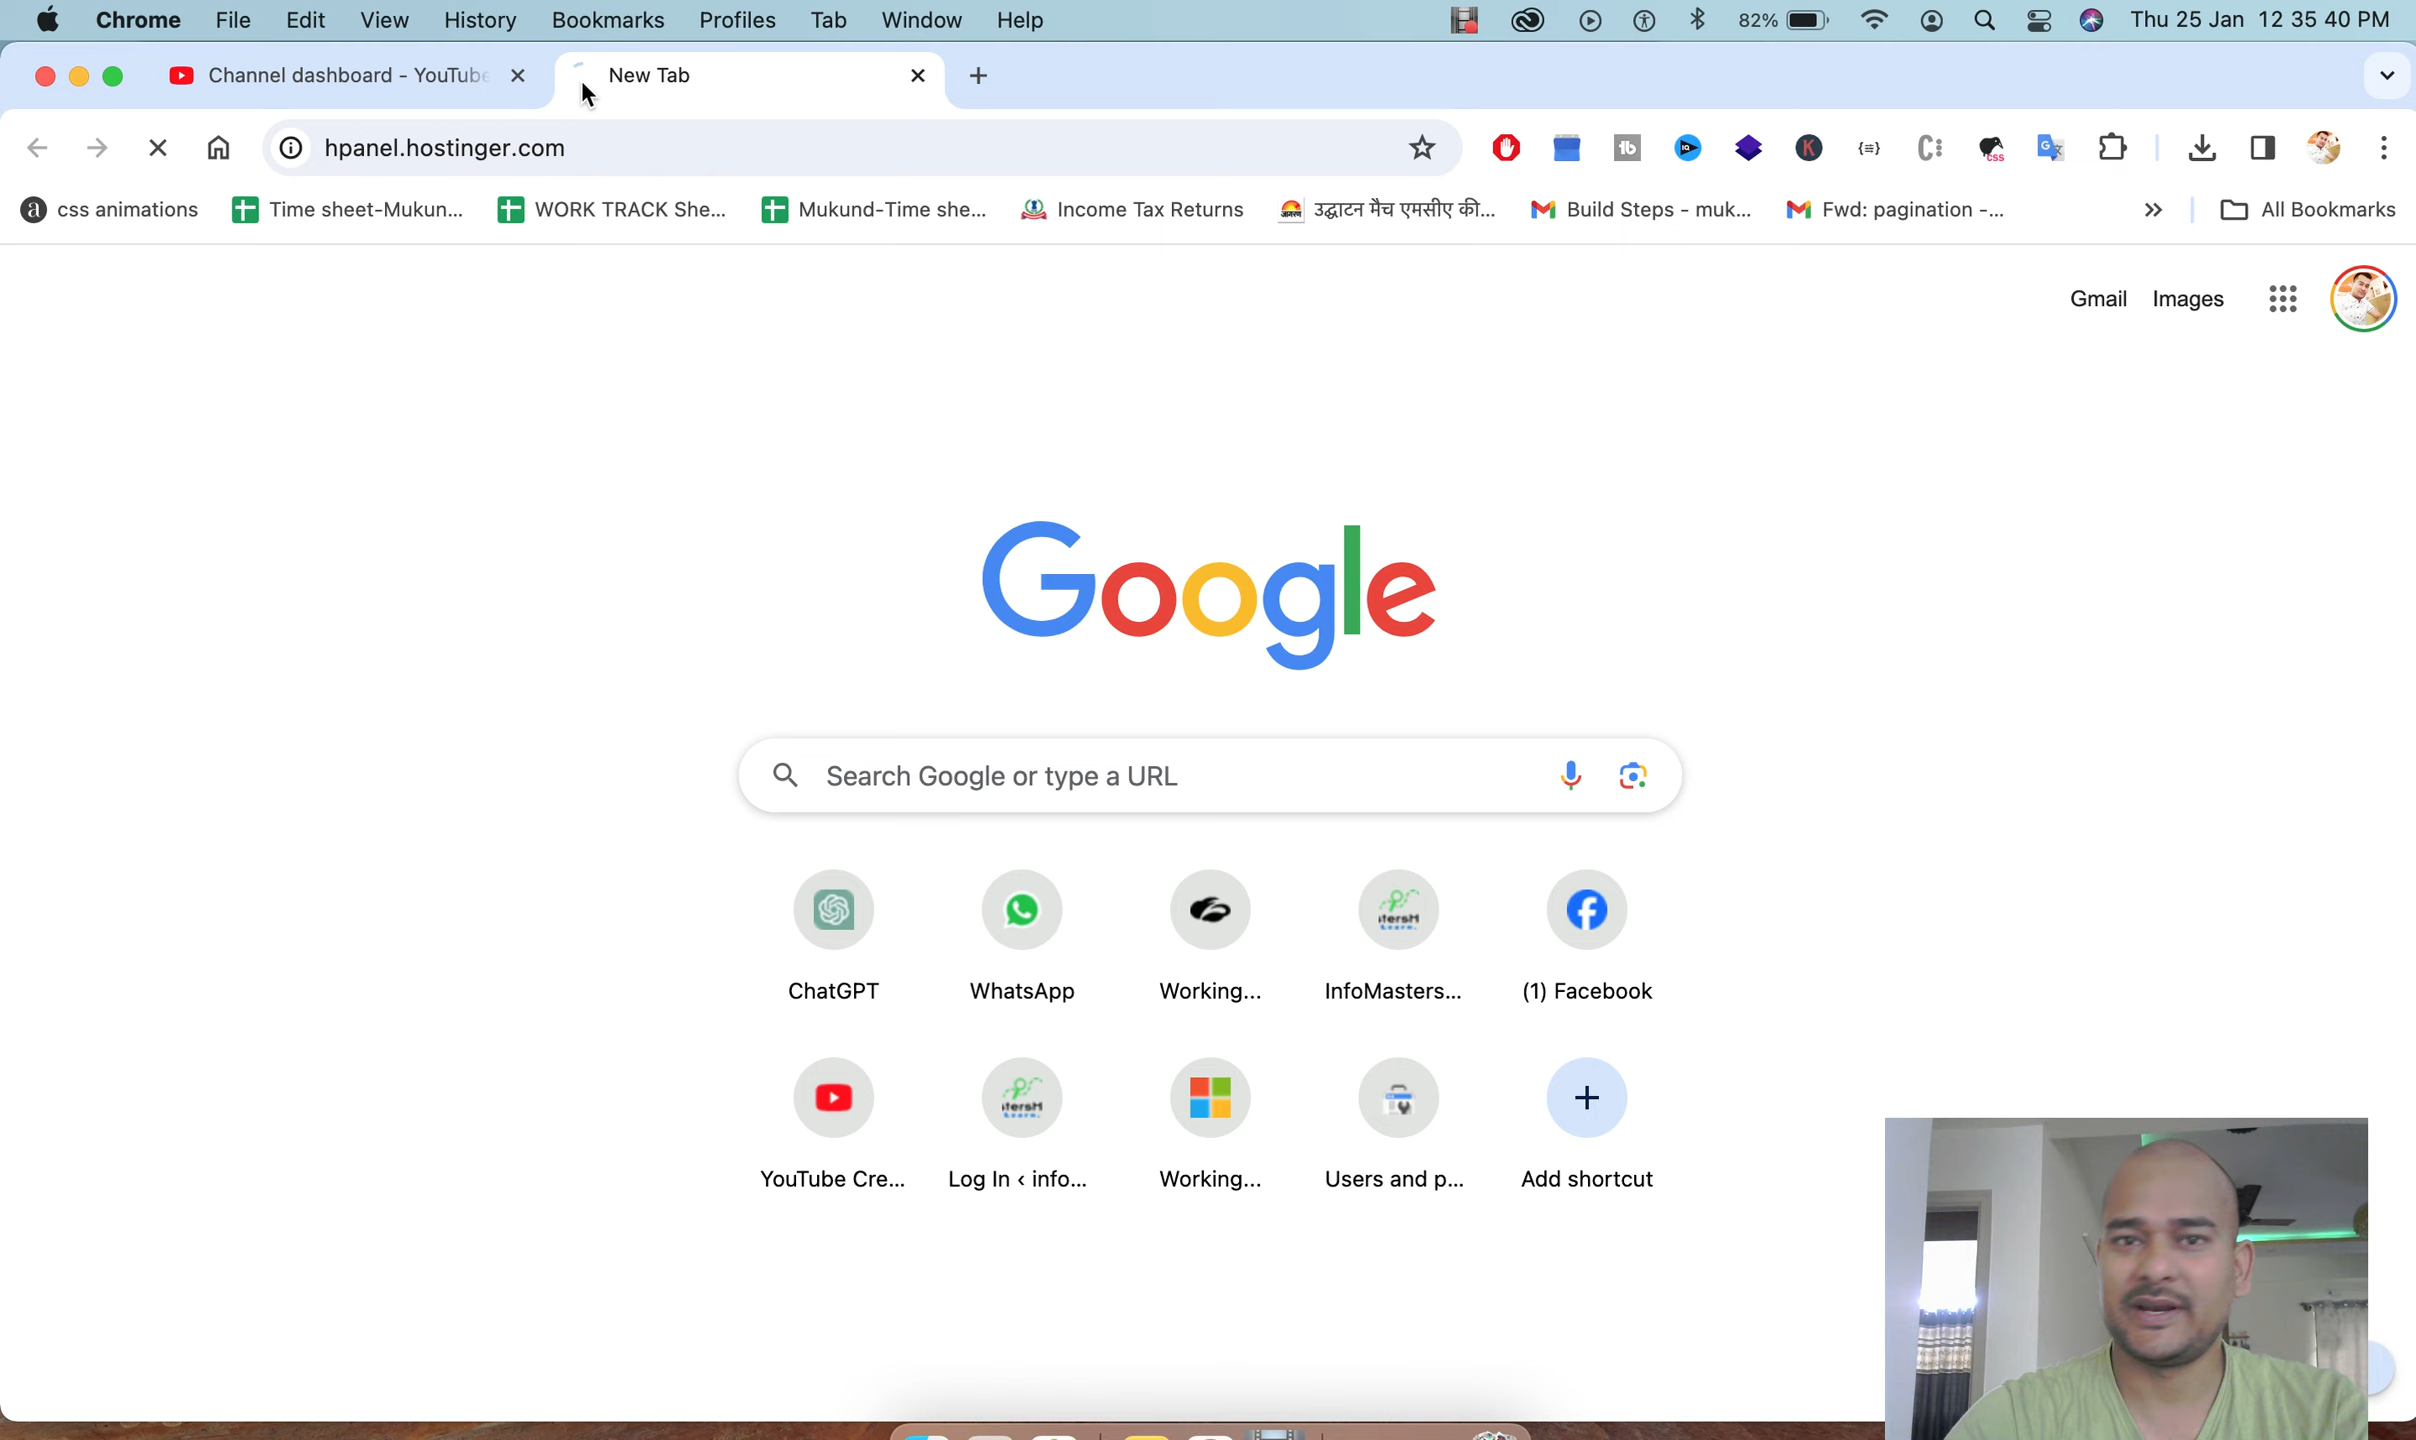 Chrome File Edit View History Bookmarks Profiles Tab Window Help 82% Thu 25 Jan 12 35 40 PM
Channel dashboard - YouTube New Tab
hpanel.hostinger.com
css animations Time sheet-Mukun... WORK TRACK She... Mukund-Time she... Income Tax Returns उद्घाटन मैच एमसीए की... Build Steps - muk... Fwd: pagination -... All Bookmarks
Gmail Images
Google
Search Google or type a URL
ChatGPT WhatsApp Working... InfoMasters... (1) Facebook
YouTube Cre... Log In ‹ info... Working... Users and p... Add shortcut